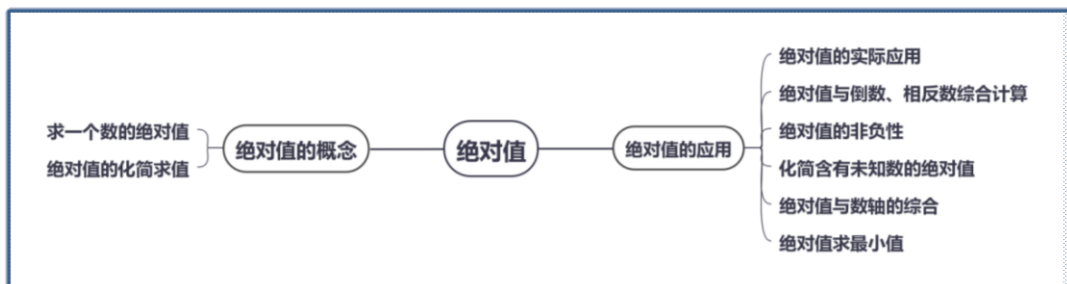 求一个数的绝对值
绝对值的化简求值
绝对值的概念
绝对值
绝对值的应用
绝对值的实际应用
绝对值与倒数、相反数综合计算
绝对值的非负性
化简含有未知数的绝对值
绝对值与数轴的综合
绝对值求最小值